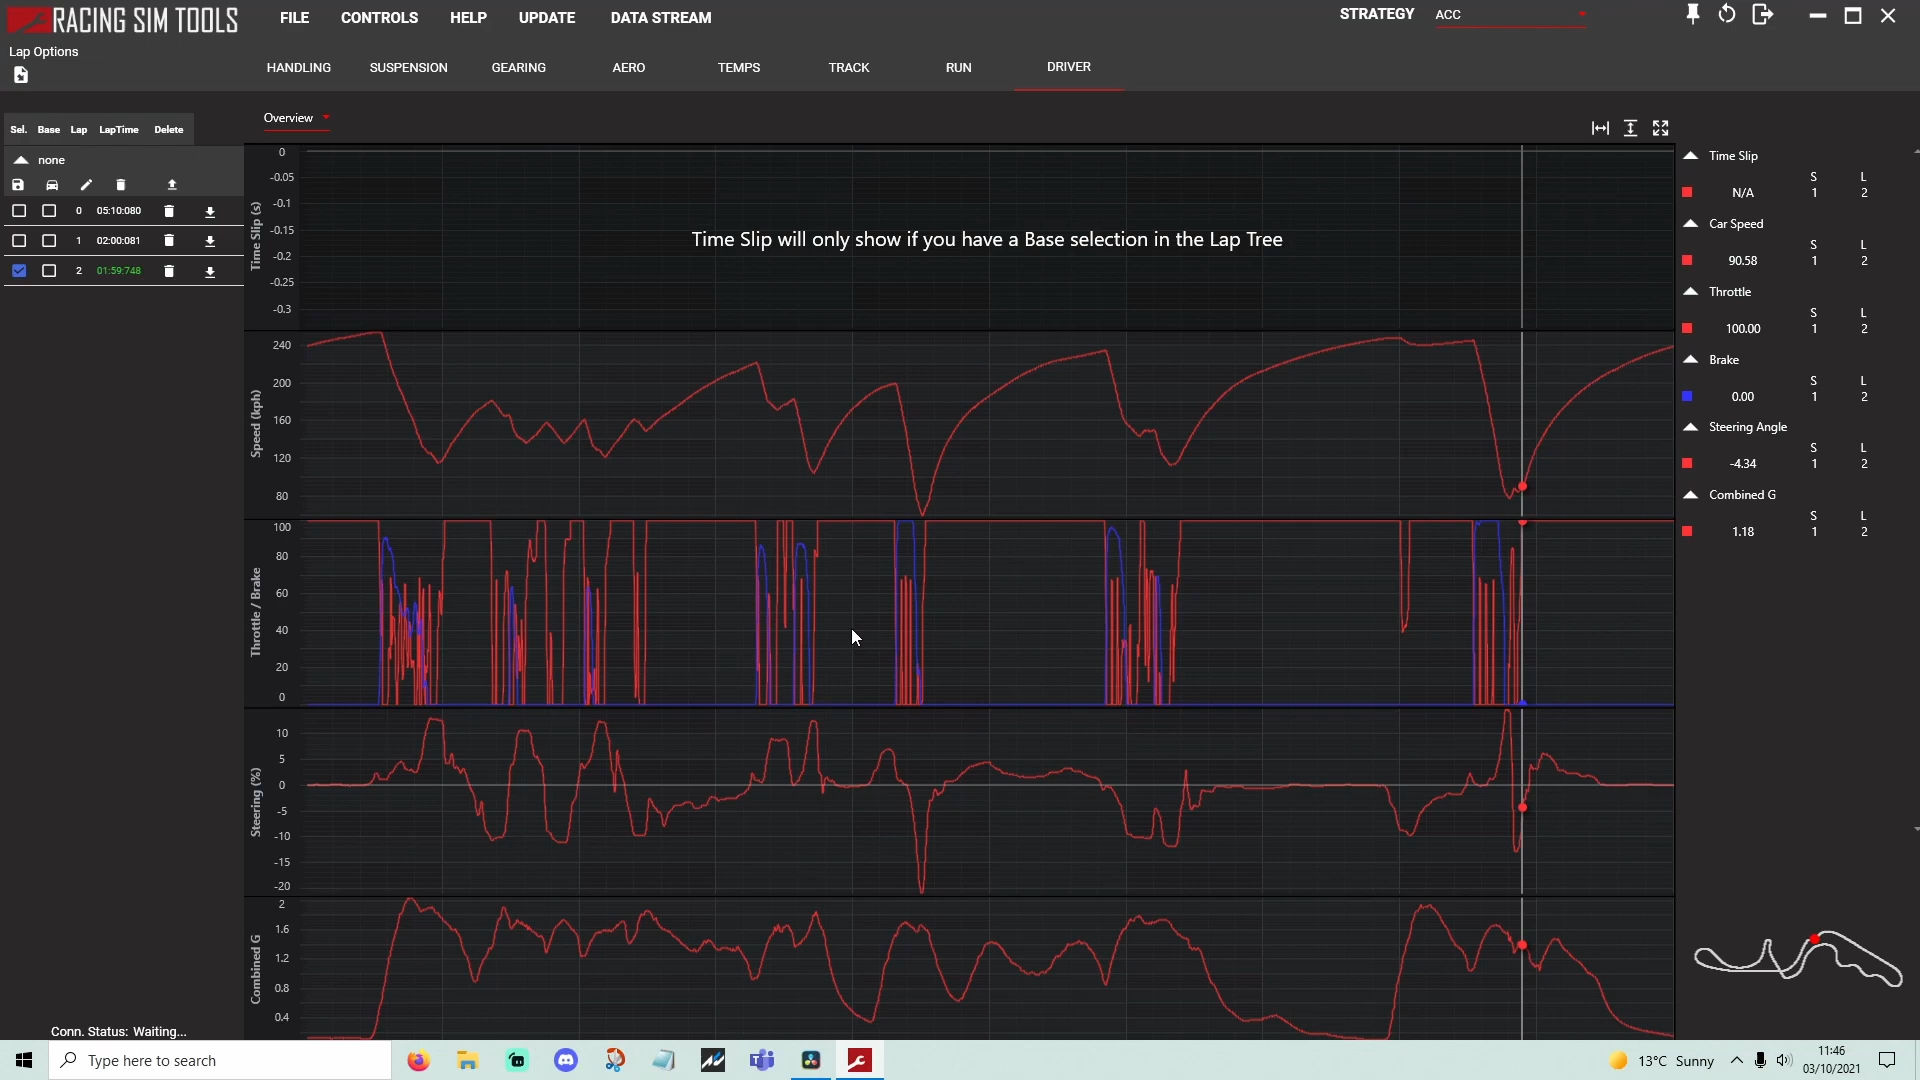 RACING SIM TOOLS
FILE CONTROLS HELP UPDATE DATA STREAM
STRATEGY ACC
Lap Options
HANDLING SUSPENSION GEARING AERO TEMPS TRACK RUN DRIVER
Sel. Base Lap LapTime Delete
none
0 05:10:080
1 02:00:081
2 01:59:748
Conn. Status: Waiting...
Overview
Time Slip (s)
0
-0.05
-0.1
-0.15
-0.2
-0.25
-0.3
Time Slip will only show if you have a Base selection in the Lap Tree
Speed (kph)
240
200
160
120
80
Throttle / Brake
100
80
60
40
20
0
Steering (%)
10
5
0
-5
-10
-15
-20
Combined G
2
1.6
1.2
0.8
0.4
Time Slip
S L
N/A 1 2
Car Speed
S L
90.58 1 2
Throttle
S L
100.00 1 2
Brake
S L
0.00 1 2
Steering Angle
S L
-4.34 1 2
Combined G
S L
1.18 1 2
Type here to search
13°C Sunny
11:46
03/10/2021